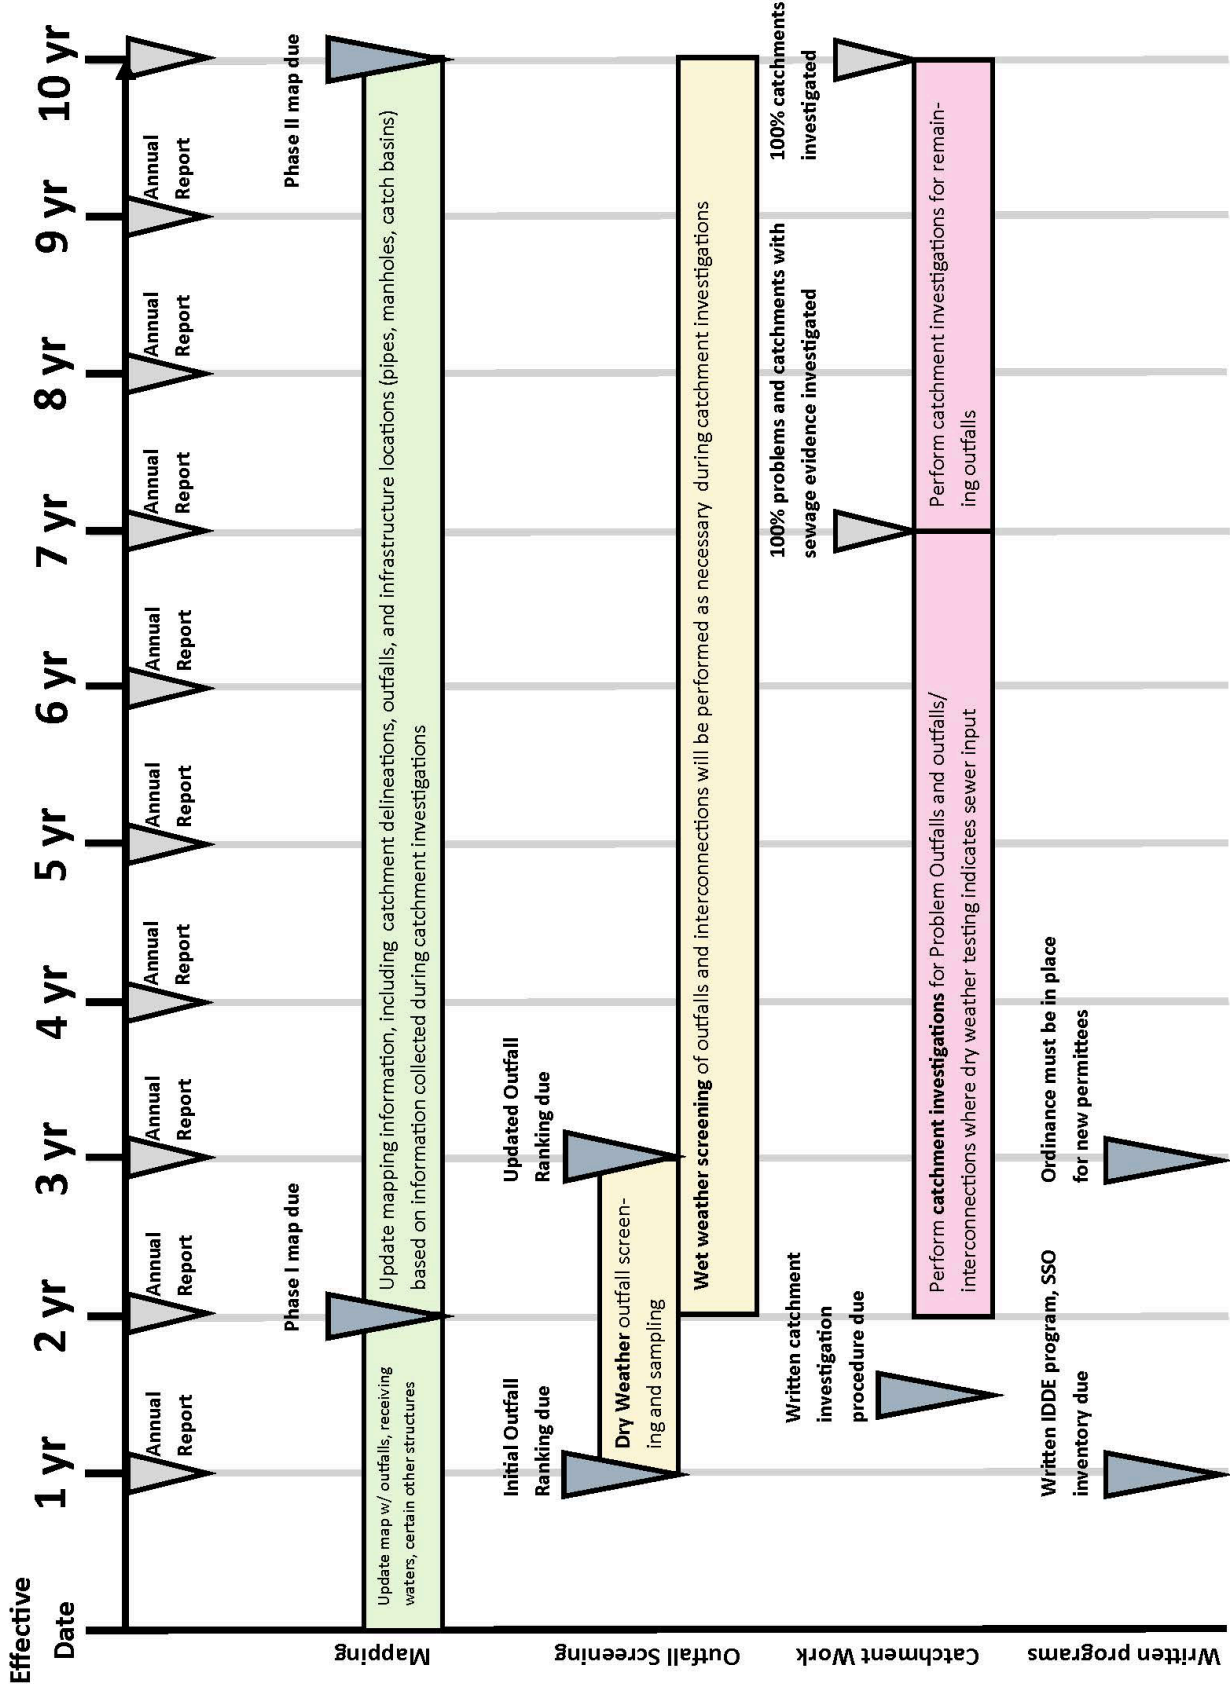 Effective
Date
1 yr
2 yr
3 yr
4 yr
5 yr
6 yr
7 yr
8 yr
9 yr
10 yr
Annual
Report
Annual
Report
Annual
Report
Annual
Report
Annual
Report
Annual
Report
Annual
Report
Annual
Report
Annual
Report
Mapping
Phase I map due
Phase II map due
Update map w/ outfalls, receiving
waters, certain other structures
Update mapping information, including catchment delineations, outfalls, and infrastructure locations (pipes, manholes, catch basins)
based on information collected during catchment investigations
Outfall Screening
Initial Outfall
Ranking due
Updated Outfall
Ranking due
Dry Weather outfall screen-
ing and sampling
Wet weather screening of outfalls and interconnections will be performed as necessary during catchment investigations
Catchment Work
Written catchment
investigation
procedure due
100% problems and catchments with
sewage evidence investigated
100% catchments
investigated
Perform catchment investigations for Problem Outfalls and outfalls/
interconnections where dry weather testing indicates sewer input
Perform catchment investigations for remain-
ing outfalls
Written programs
Written IDDE program, SSO
inventory due
Ordinance must be in place
for new permittees